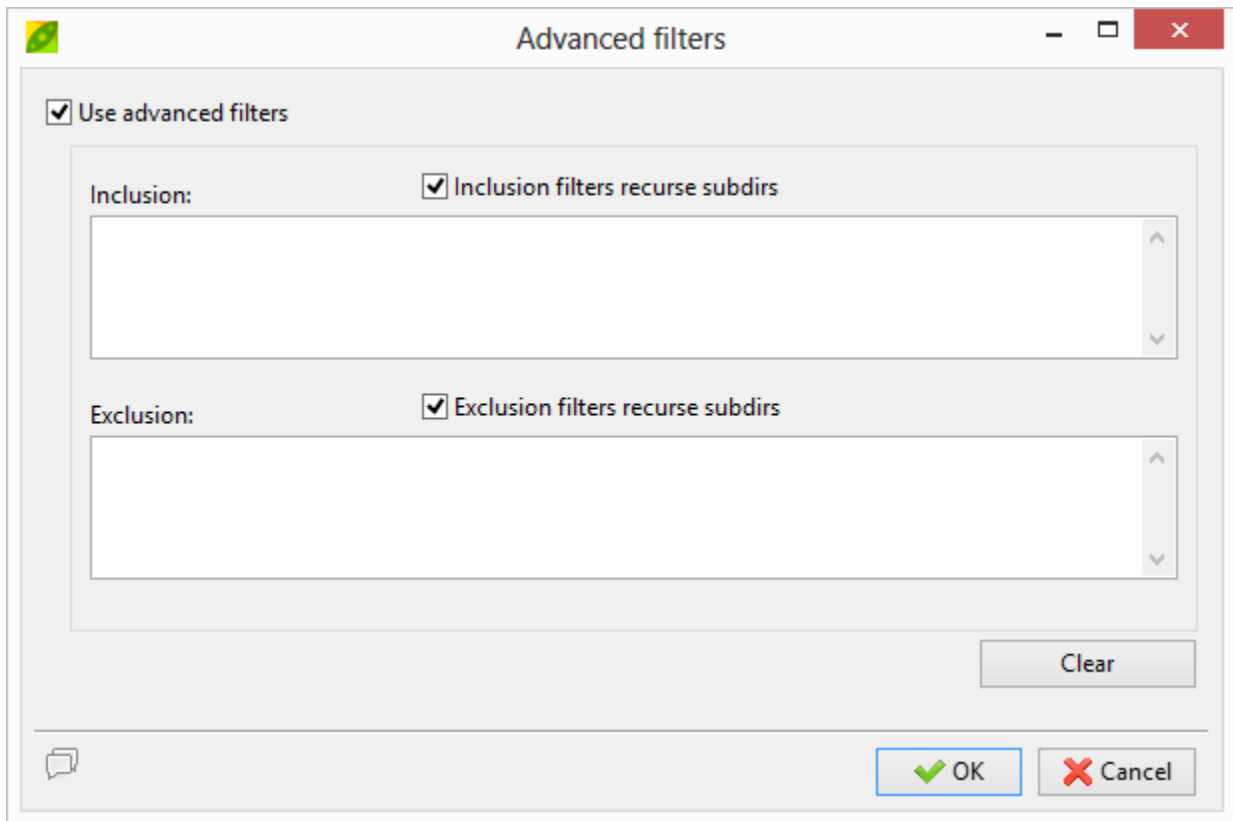 Advanced filters
Use advanced filters
Inclusion:
Inclusion filters recurse subdirs
Exclusion:
Exclusion filters recurse subdirs
Clear
OK
Cancel